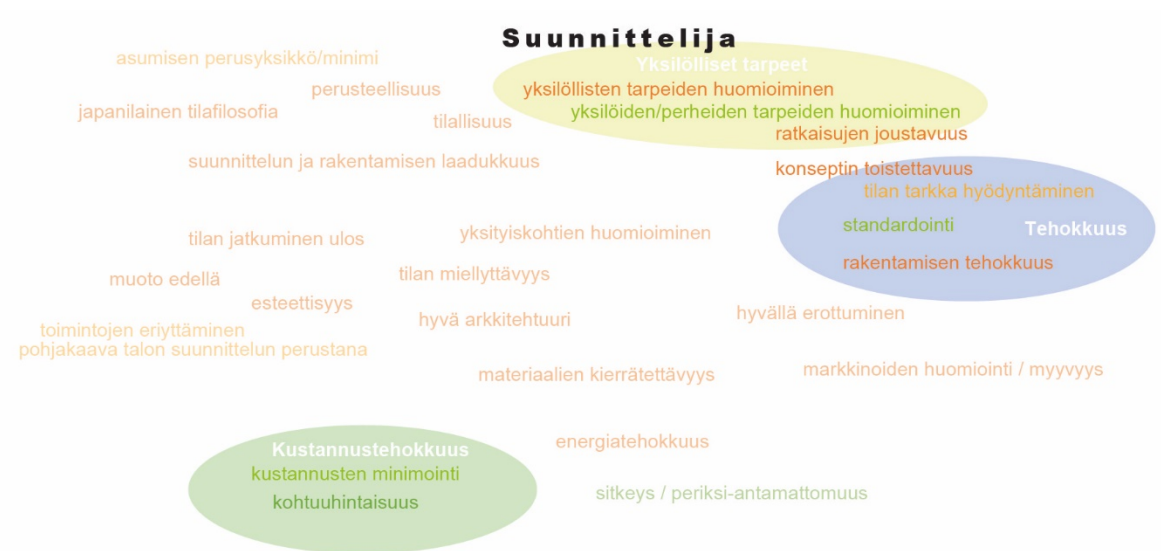 Suunnittelija
asumisen perusyksikkö/minimi
Yksilölliset tarpeet
perusteellisuus
yksilöllisten tarpeiden huomioiminen
japanilainen tilafilosofia
tilallisuus
yksilöiden/perheiden tarpeiden huomioiminen
ratkaisujen joustavuus
suunnittelun ja rakentamisen laadukkuus
konseptin toistettavuus
tilan tarkka hyödyntäminen
tilan jatkuminen ulos
yksityiskohtien huomioiminen
standardointi
Tehokkuus
muoto edellä
tilan miellyttävyys
rakentamisen tehokkuus
esteettisyys
hyvä arkkitehtuuri
hyvällä erottuminen
toimintojen eriyttäminen
pohjakaava talon suunnittelun perustana
materiaalien kierrätettävyys
markkinoiden huomiointi / myyvyys
Kustannustehokkuus
energiatehokkuus
kustannusten minimointi
kohtuuhintaisuus
sitkeys / periksi-antamattomuus